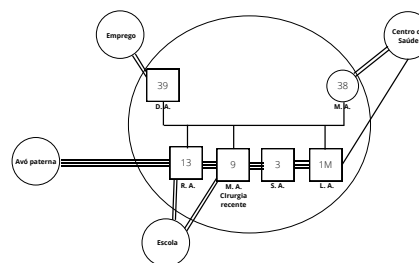 Emprego
Centro de
Saúde
39
38
D. A.
M. A.
Avó paterna
13
9
3
1M
R. A.
M. A.
Cirurgia
recente
S. A.
L. A.
Escola